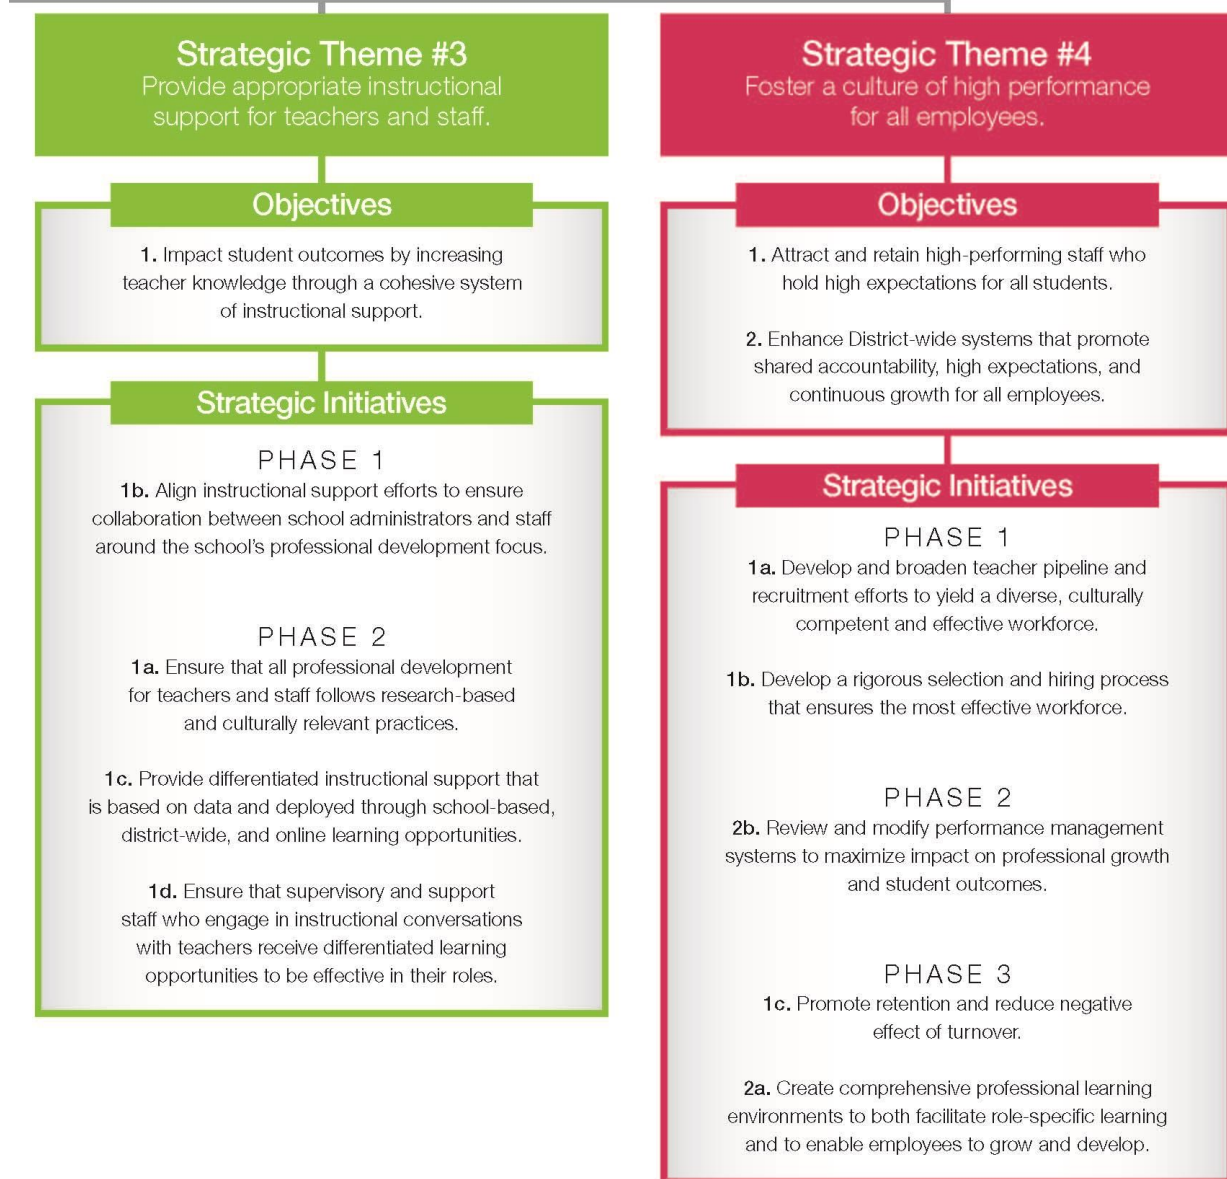 Strategic Theme #3
Provide appropriate instructional
support for teachers and staff.
Objectives
1. Impact student outcomes by increasing
teacher knowledge through a cohesive system
of instructional support.
Strategic Initiatives
PHASE 1
1b. Align instructional support efforts to ensure
collaboration between school administrators and staff
around the school's professional development focus.
PHASE 2
1a. Ensure that all professional development
for teachers and staff follows research-based
and culturally relevant practices.
1c. Provide differentiated instructional support that
is based on data and deployed through school-based,
district-wide, and online learning opportunities.
1d. Ensure that supervisory and support
staff who engage in instructional conversations
with teachers receive differentiated learning
opportunities to be effective in their roles.
Strategic Theme #4
Foster a culture of high performance
for all employees.
Objectives
1. Attract and retain high-performing staff who
hold high expectations for all students.
2. Enhance District-wide systems that promote
shared accountability, high expectations, and
continuous growth for all employees.
Strategic Initiatives
PHASE 1
1a. Develop and broaden teacher pipeline and
recruitment efforts to yield a diverse, culturally
competent and effective workforce.
1b. Develop a rigorous selection and hiring process
that ensures the most effective workforce.
PHASE 2
2b. Review and modify performance management
systems to maximize impact on professional growth
and student outcomes.
PHASE 3
1c. Promote retention and reduce negative
effect of turnover.
2a. Create comprehensive professional learning
environments to both facilitate role-specific learning
and to enable employees to grow and develop.